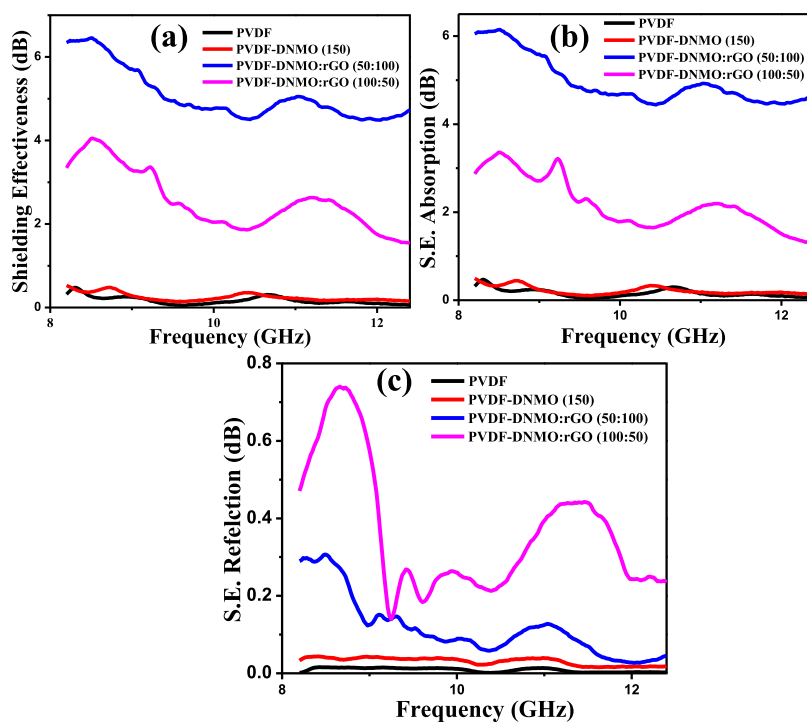 (a)
PVDF
PVDF-DNMO (150)
PVDF-DNMO:rGO (50:100)
PVDF-DNMO:rGO (100:50)
Shielding Effectiveness (dB)
6
4
2
0
8
10
12
Frequency (GHz)
(b)
PVDF
PVDF-DNMO (150)
PVDF-DNMO:rGO (50:100)
PVDF-DNMO:rGO (100:50)
S.E. Absorption (dB)
6
4
2
0
8
10
12
Frequency (GHz)
(c)
PVDF
PVDF-DNMO (150)
PVDF-DNMO:rGO (50:100)
PVDF-DNMO:rGO (100:50)
S.E. Refelction (dB)
0.8
0.6
0.4
0.2
0.0
8
10
12
Frequency (GHz)